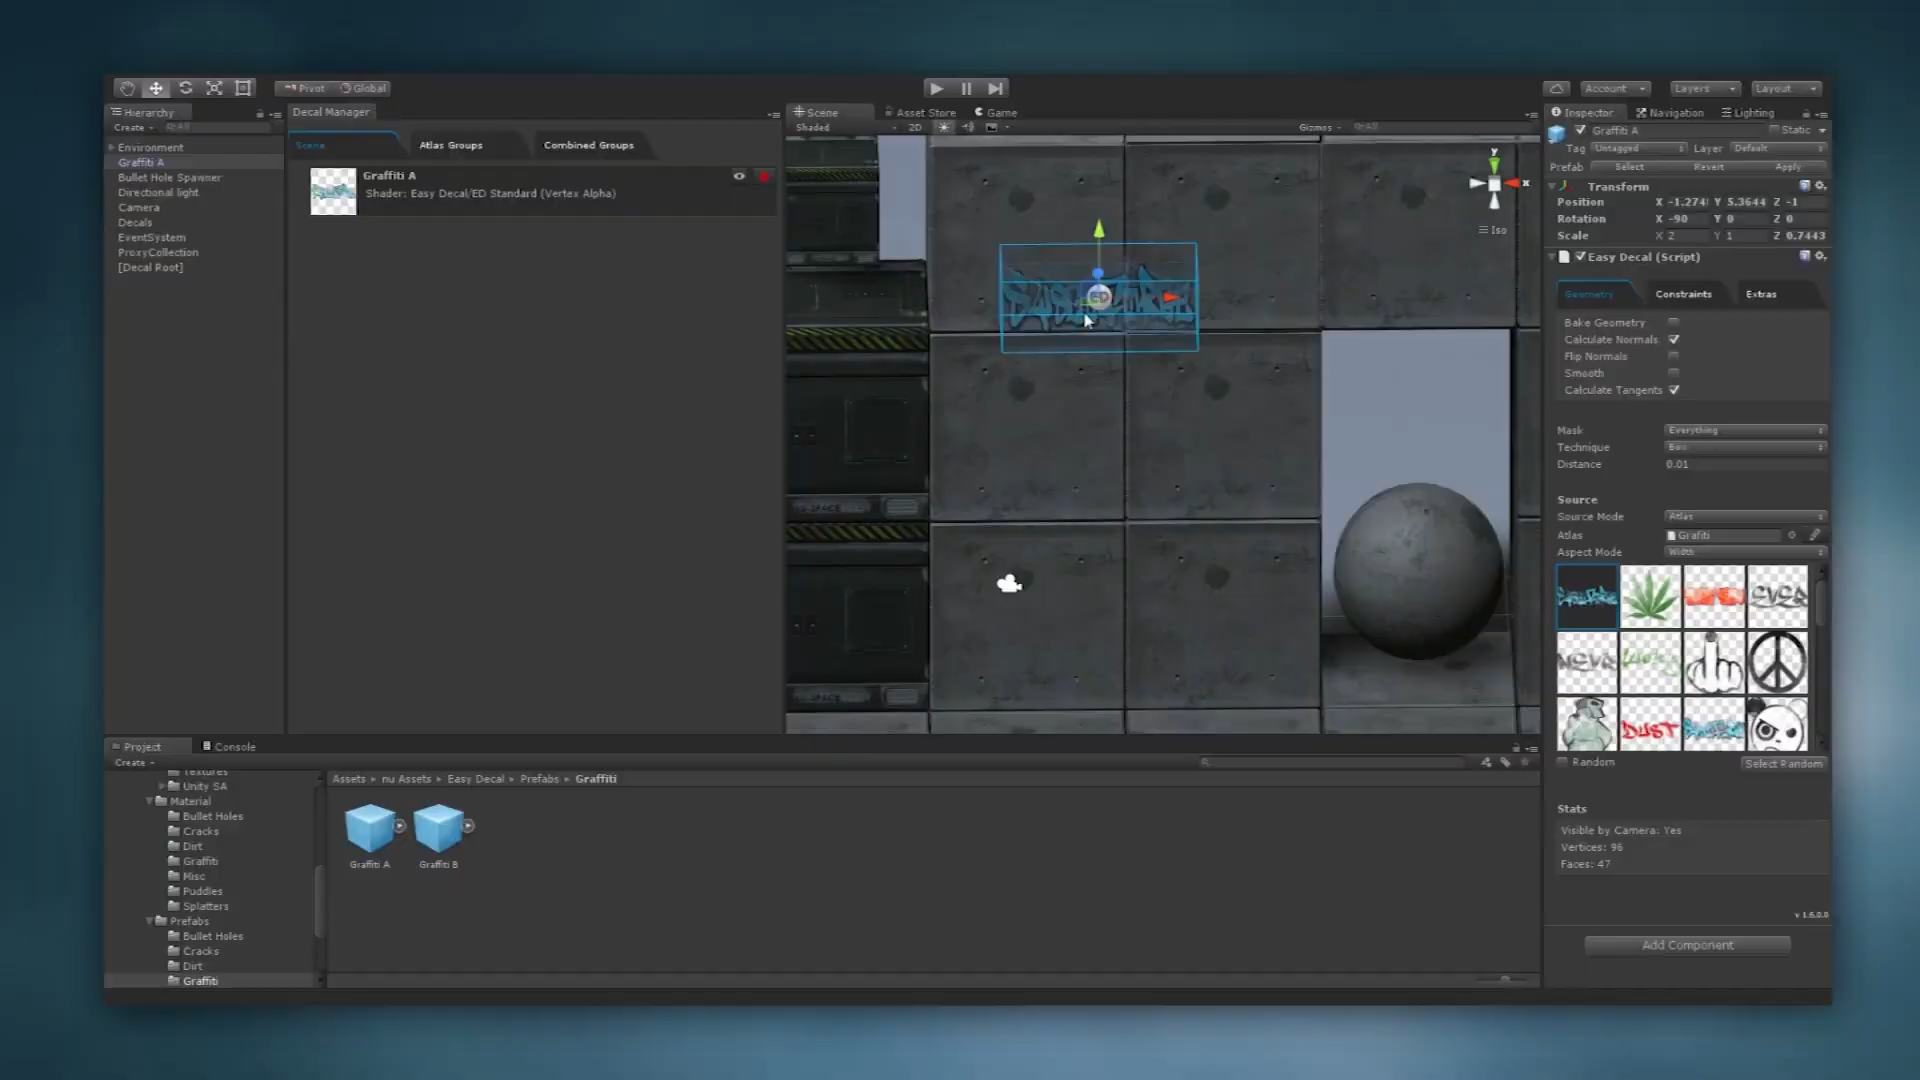 Pivot Global
Account Layers Layout
Hierarchy
Create All
Environment
Graffiti A
Bullet Hole Spawner
Directional light
Camera
Decals
EventSystem
ProxyCollection
[Decal Root]
Decal Manager
Scene Atlas Groups Combined Groups
Graffiti A
Shader: Easy Decal/ED Standard (Vertex Alpha)
Scene Asset Store Game
Shaded 2D Gizmos All
y
x
Iso
ED
Inspector Navigation Lighting
Graffiti A Static
Tag Untagged Layer Default
Prefab Select Revert Apply
Transform
Position X -1.274 Y 5.3644 Z -1
Rotation X -90 Y 0 Z 0
Scale X 2 Y 1 Z 0.7443
Easy Decal (Script)
Geometry Constraints Extras
Bake Geometry
Calculate Normals
Flip Normals
Smooth
Calculate Tangents
Mask Everything
Technique Box
Distance 0.01
Source
Source Mode Atlas
Atlas Grafiti
Aspect Mode Width
DUST
Random Select Random
Stats
Visible by Camera: Yes
Vertices: 96
Faces: 47
v 1.6.0.0
Add Component
Project Console
Create
Textures
Unity SA
Material
Bullet Holes
Cracks
Dirt
Graffiti
Misc
Puddles
Splatters
Prefabs
Bullet Holes
Cracks
Dirt
Graffiti
Assets ▸ nu Assets ▸ Easy Decal ▸ Prefabs ▸ Graffiti
Graffiti A Graffiti B